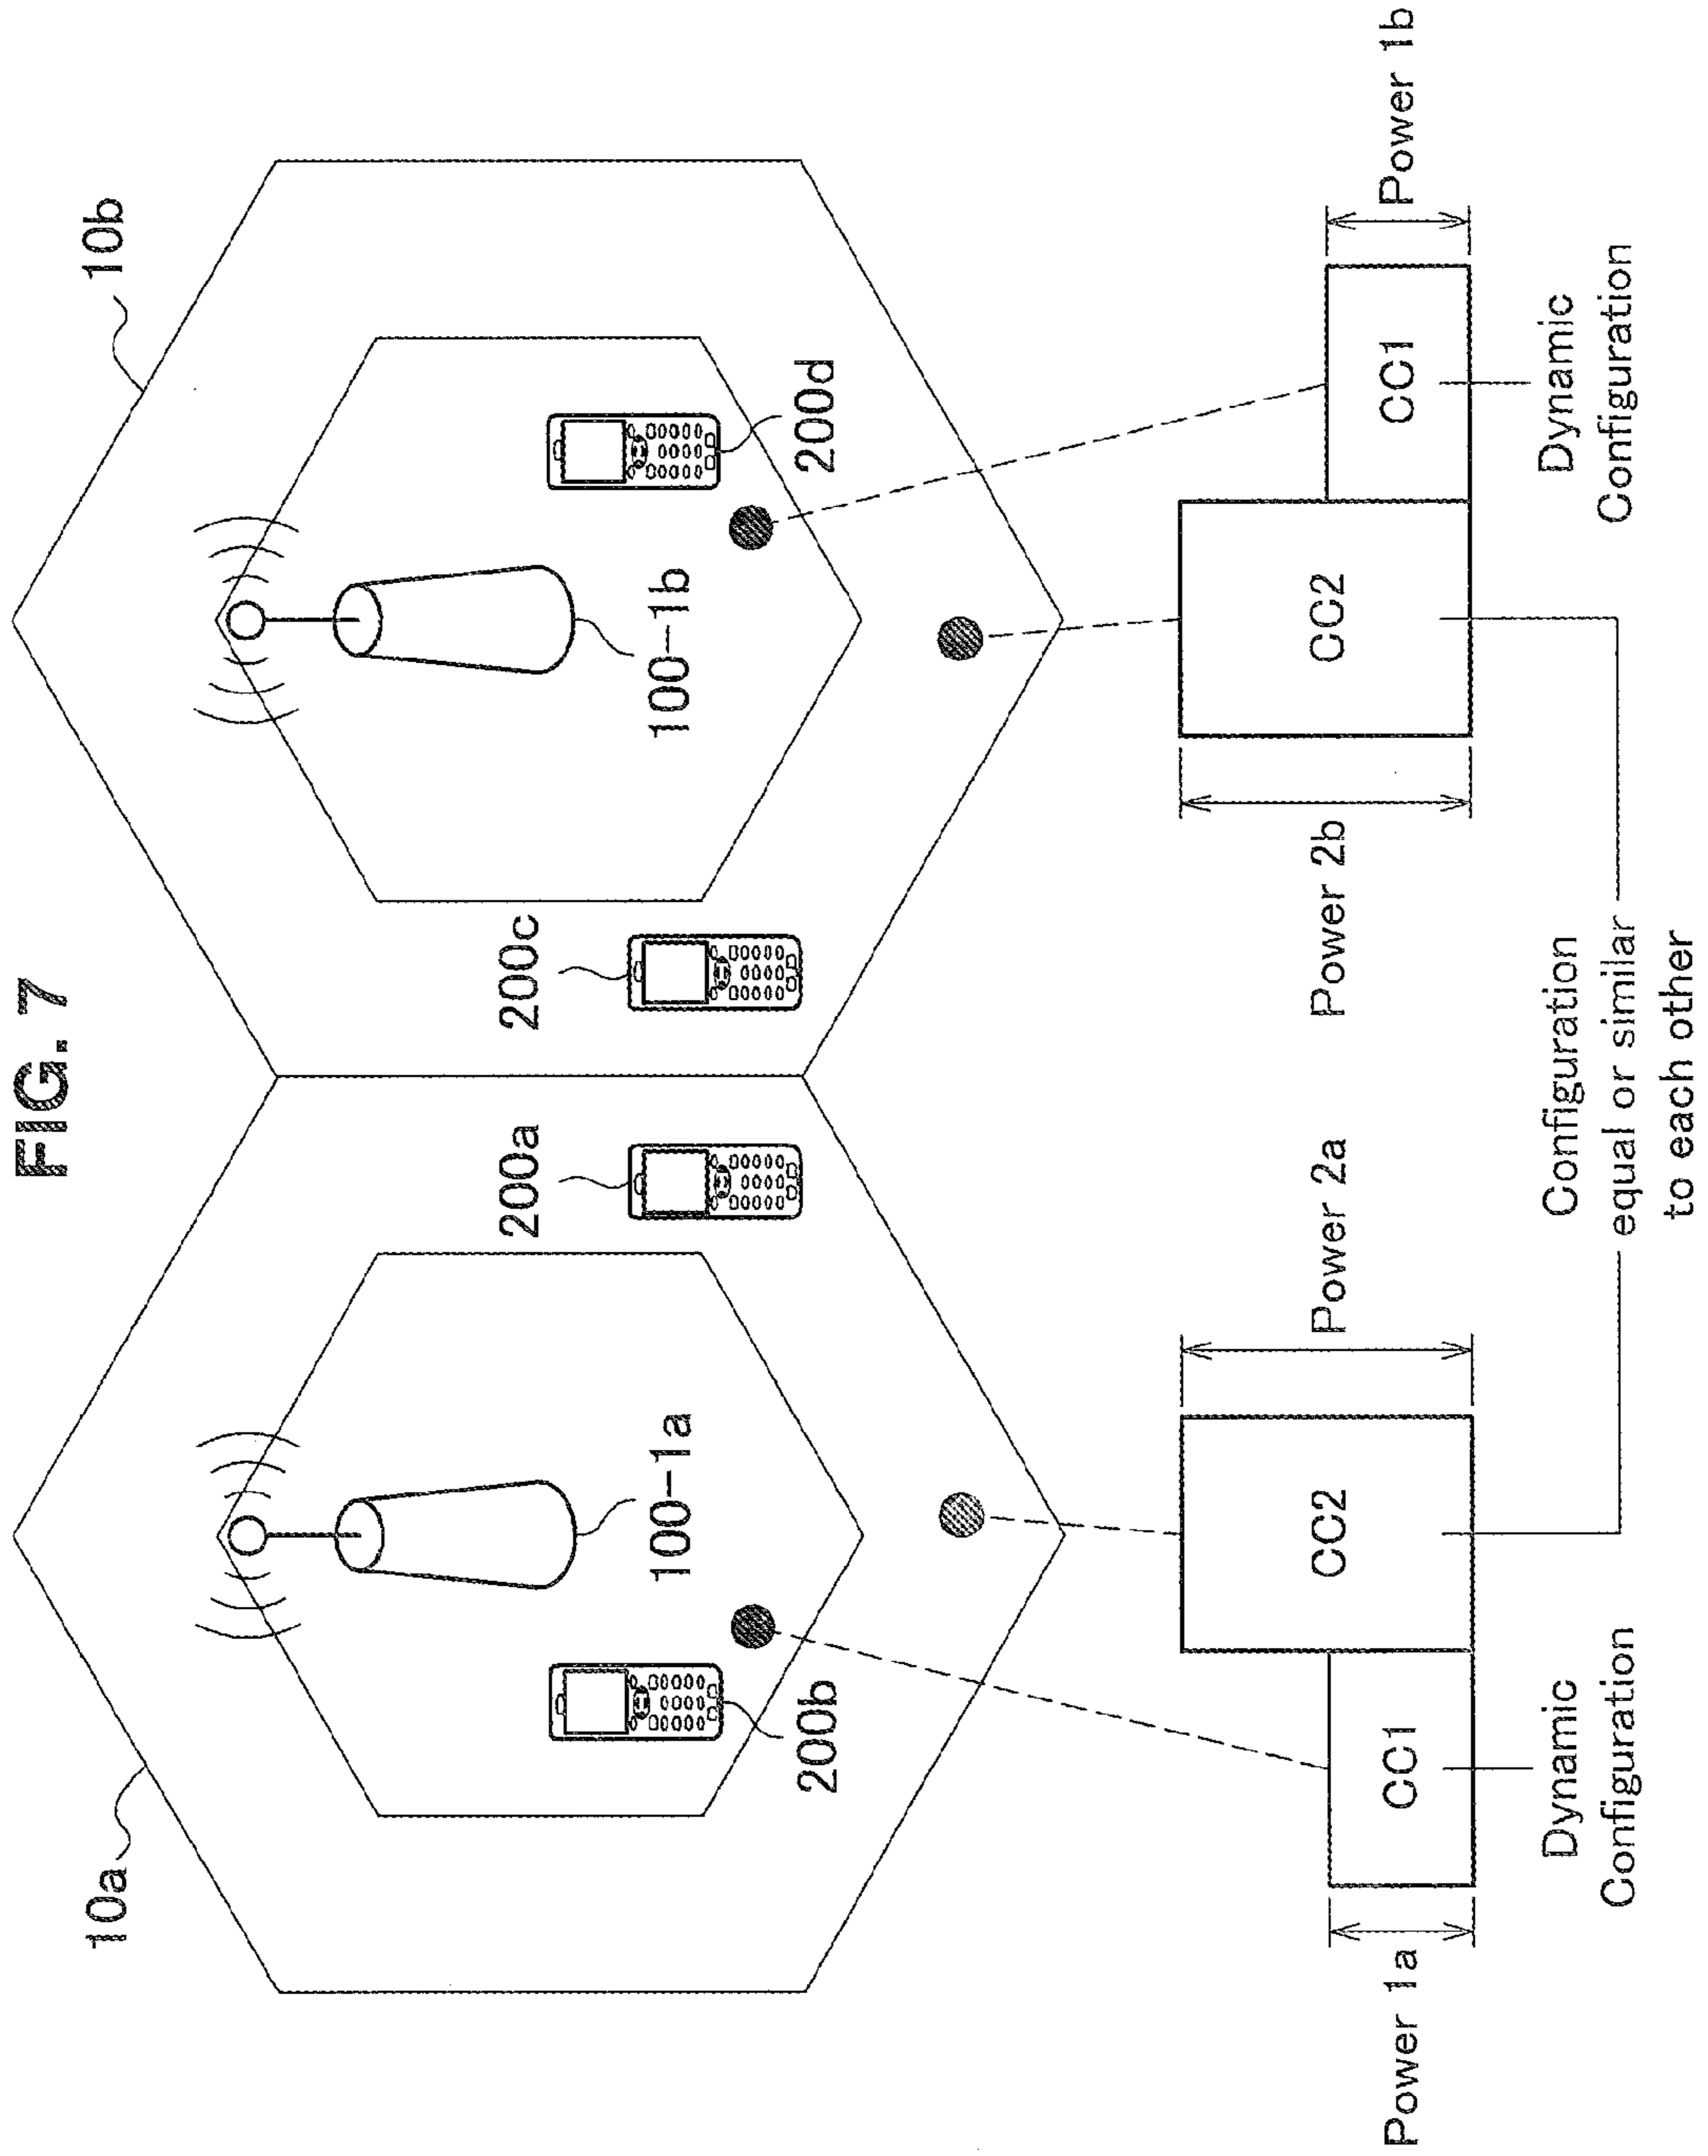 FIG. 7
10a
10b
200a
200c
100-1a
100-1b
200b
200d
Power 2a
Power 2b
CC2
CC2
Power 1a
CC1
CC1
Power 1b
Dynamic
Configuration
Configuration
equal or similar
to each other
Dynamic
Configuration